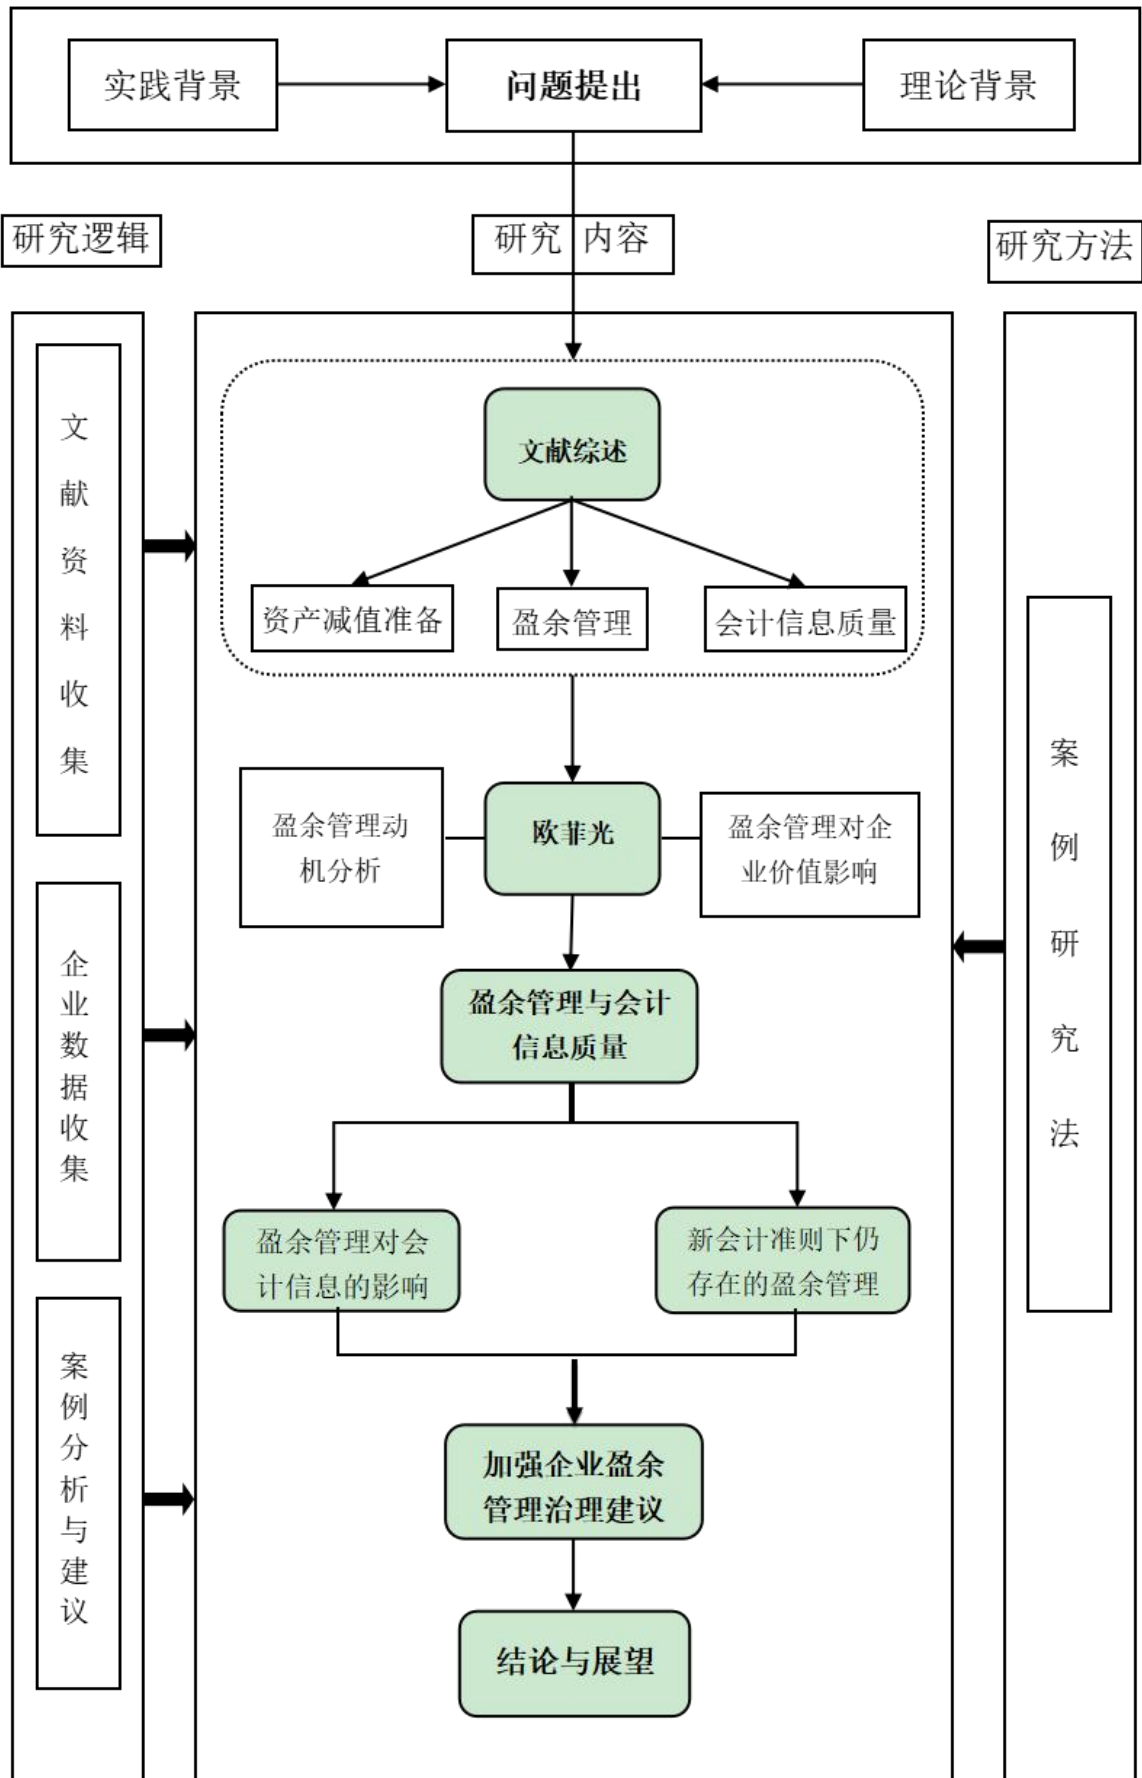 实践背景
问题提出
理论背景
研究逻辑
研究内容
研究方法
文献资料收集
企业数据收集
案例分析与建议
文献综述
资产减值准备
盈余管理
会计信息质量
盈余管理动
机分析
欧菲光
盈余管理对企
业价值影响
盈余管理与会计
信息质量
盈余管理对会
计信息的影响
新会计准则下仍
存在的盈余管理
加强企业盈余
管理治理建议
结论与展望
案例研究法